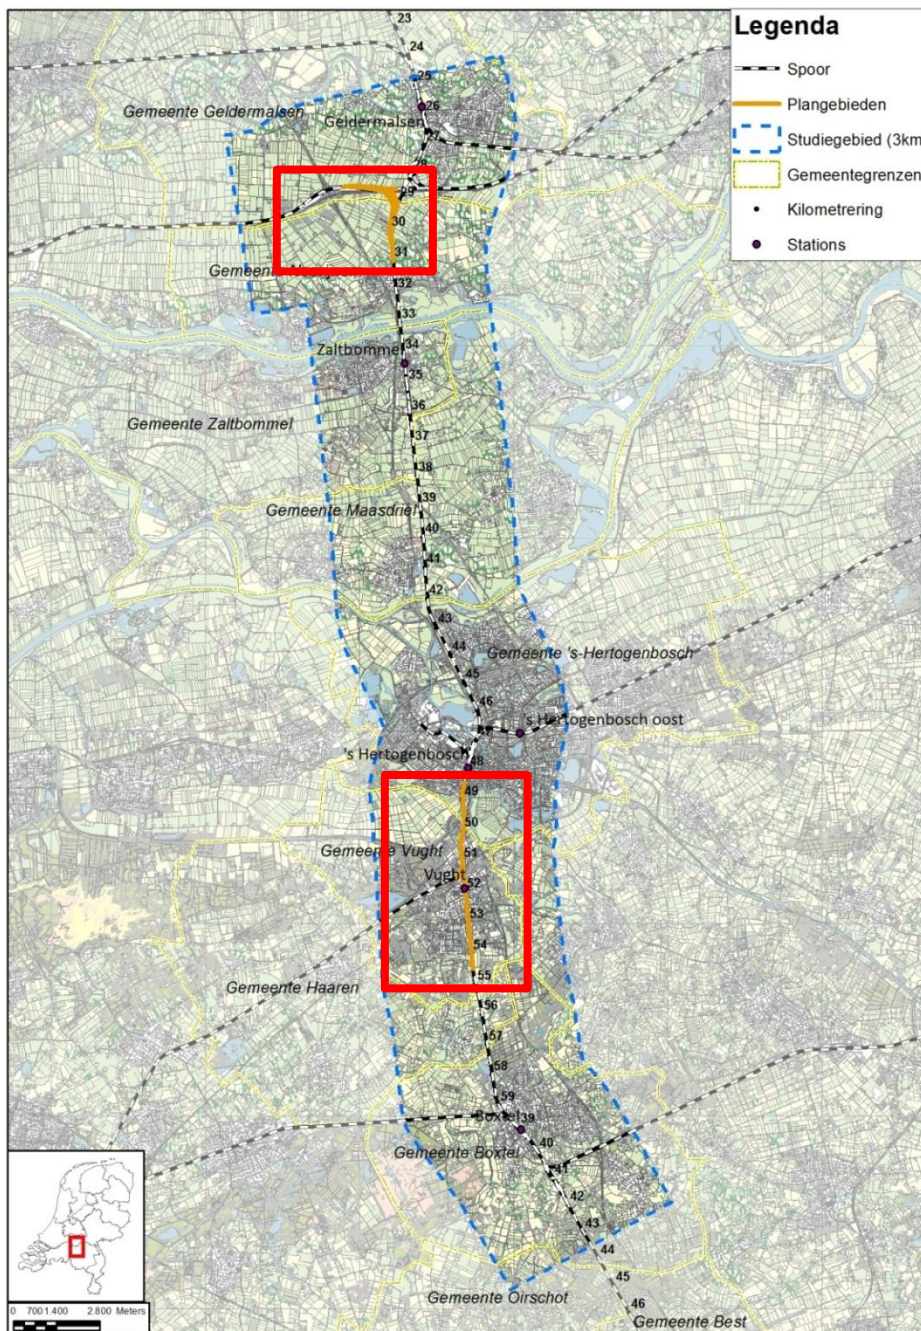 Legenda
Spoor
Plangebieden
Studiegebied (3km
Gemeentegrenzen
Kilometrering
Stations
23
24
25
26
Gemeente Geldermalsen
Geldermalsen
27
28
29
30
31
Gemeente
32
33
34
Zaltbommel
35
36
Gemeente Zaltbommel
37
38
39
Gemeente Maasdriel
40
41
42
43
44
Gemeente 's-Hertogenbosch
45
46
's Hertogenbosch oost
47
's Hertogenbosch
48
49
50
51
Gemeente Vught
Vught
52
53
54
55
Gemeente Haaren
56
57
58
59
Boxtel
39
40
Gemeente Boxtel
41
42
43
44
45
Gemeente Oirschot
46
Gemeente Best
0 700 1.400 2.800 Meters